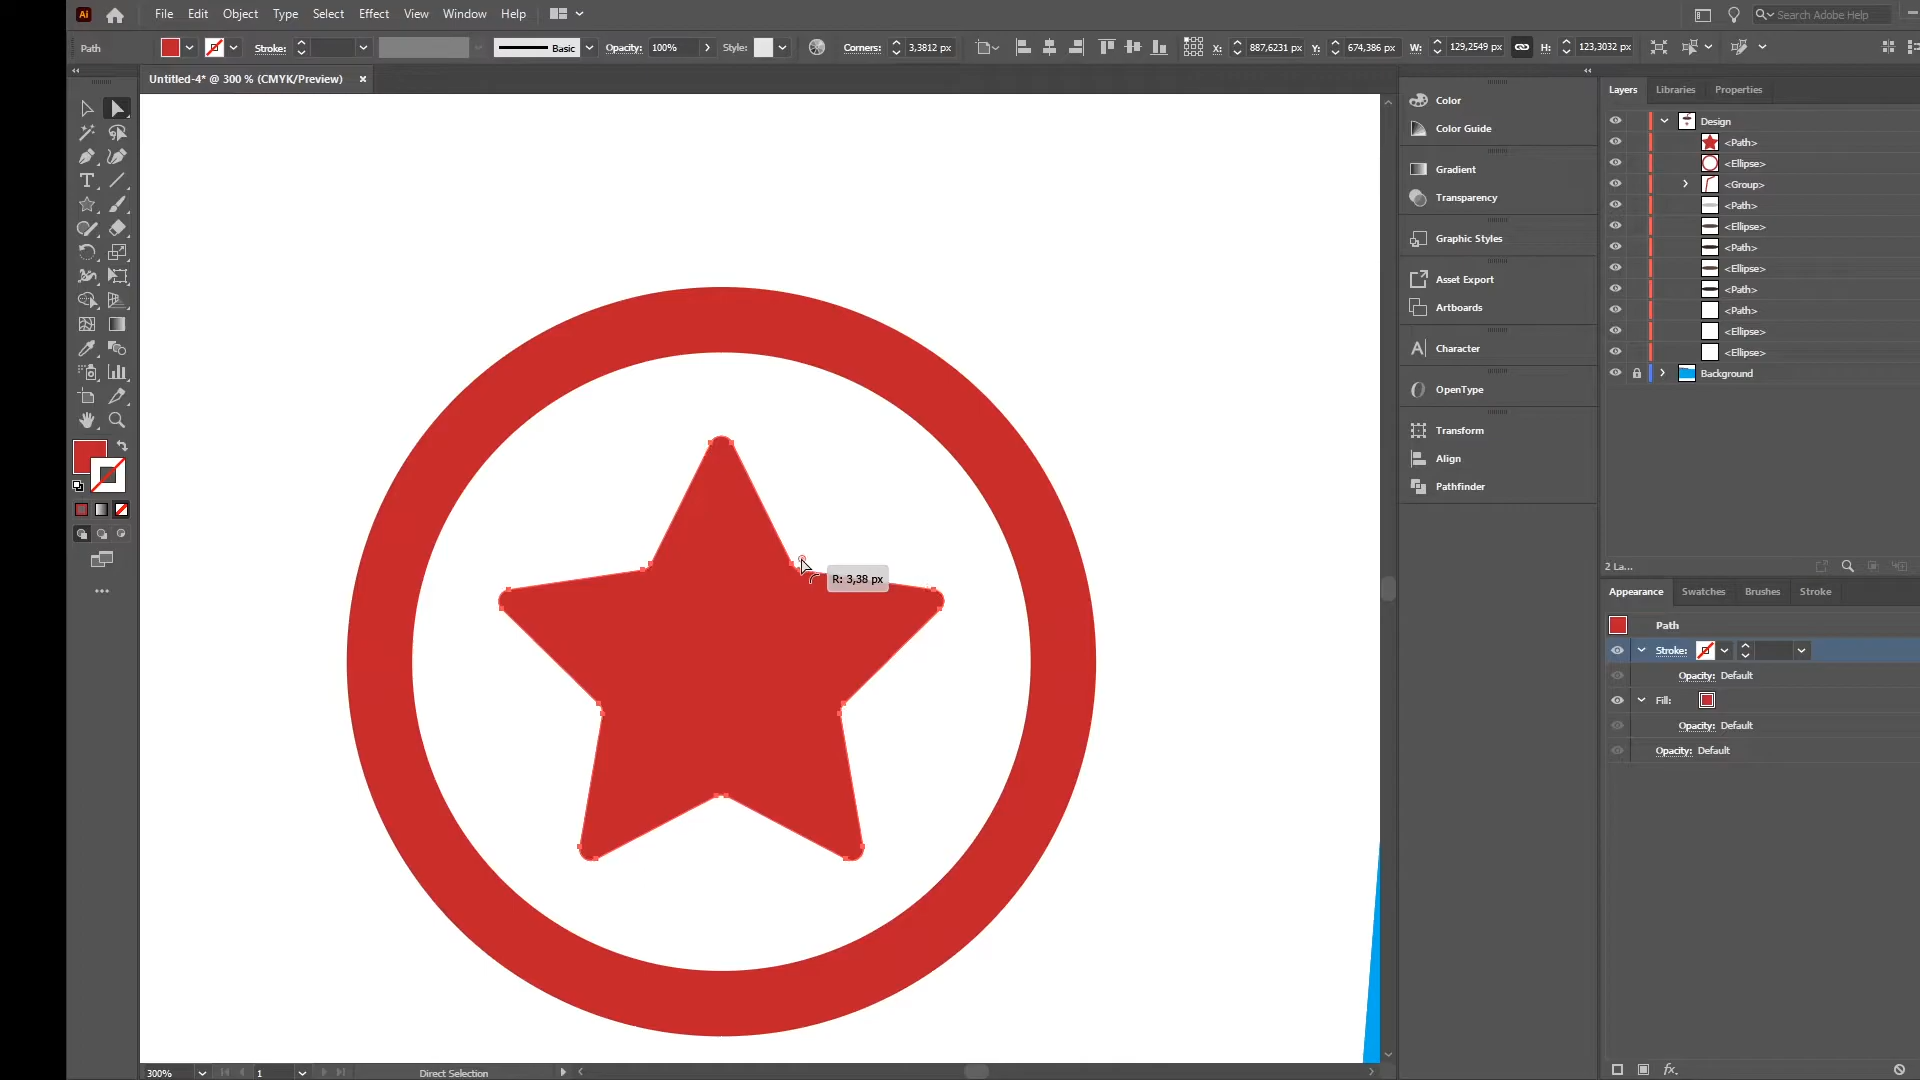 Ai File Edit Object Type Select Effect View Window Help Search Adobe Help
Path Stroke: Basic Opacity: 100% Style: Corners: 3,3812 px X: 887,6231 px Y: 674,386 px W: 129,2549 px H: 123,3032 px
Untitled-4* @ 300 % (CMYK/Preview) ×
Color
Color Guide
Gradient
Transparency
Graphic Styles
Asset Export
Artboards
Character
OpenType
Transform
Align
Pathfinder
Layers Libraries Properties
Design
<Path>
<Ellipse>
<Group>
<Path>
<Ellipse>
<Path>
<Ellipse>
<Path>
<Path>
<Ellipse>
<Ellipse>
Background
R: 3,38 px
2 La...
Appearance Swatches Brushes Stroke
Path
Stroke:
Opacity: Default
Fill:
Opacity: Default
Opacity: Default
fx.
300% 1 Direct Selection